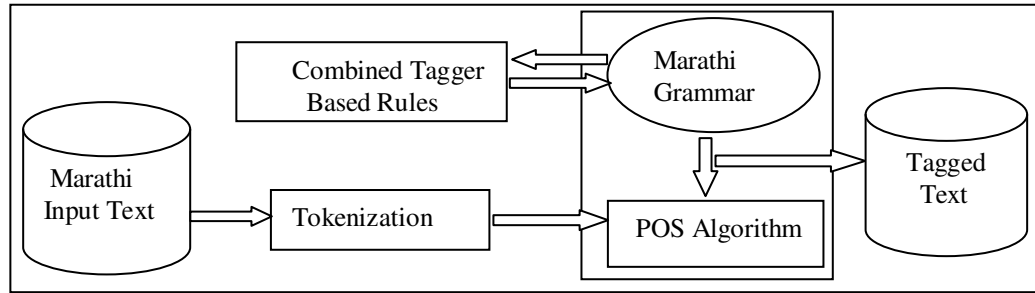 Combined Tagger
Based Rules
Marathi
Grammar
Marathi
Input Text
Tokenization
POS Algorithm
Tagged
Text